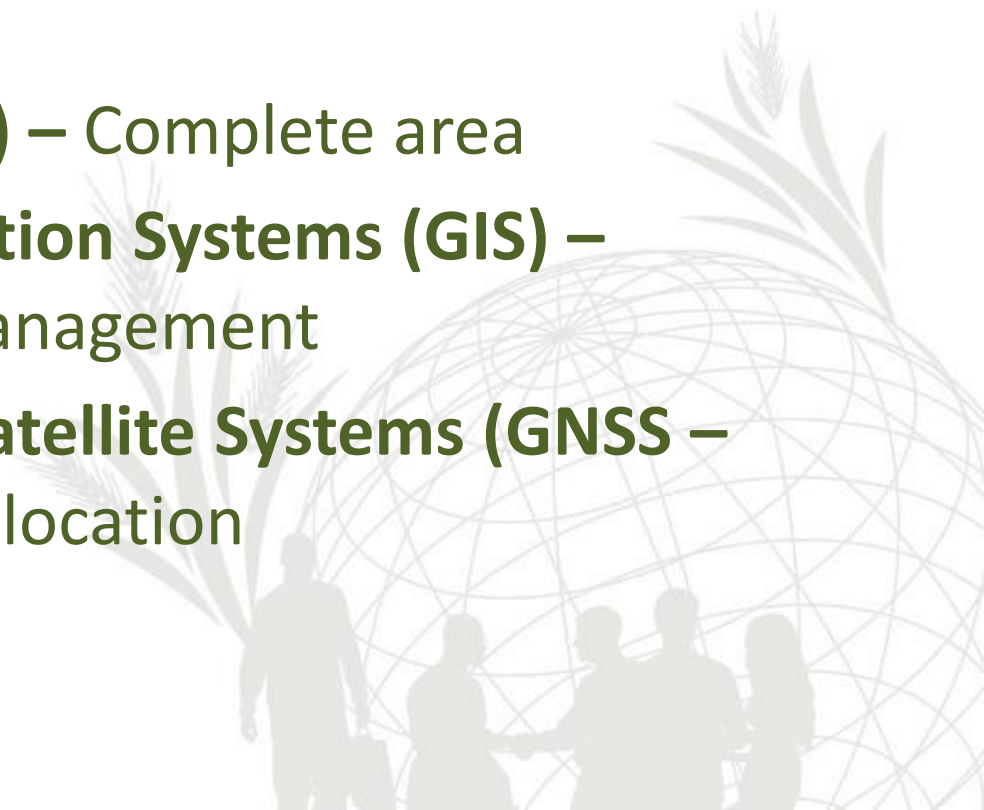 ) – Complete area
tion Systems (GIS) –
anagement
atellite Systems (GNSS –
location